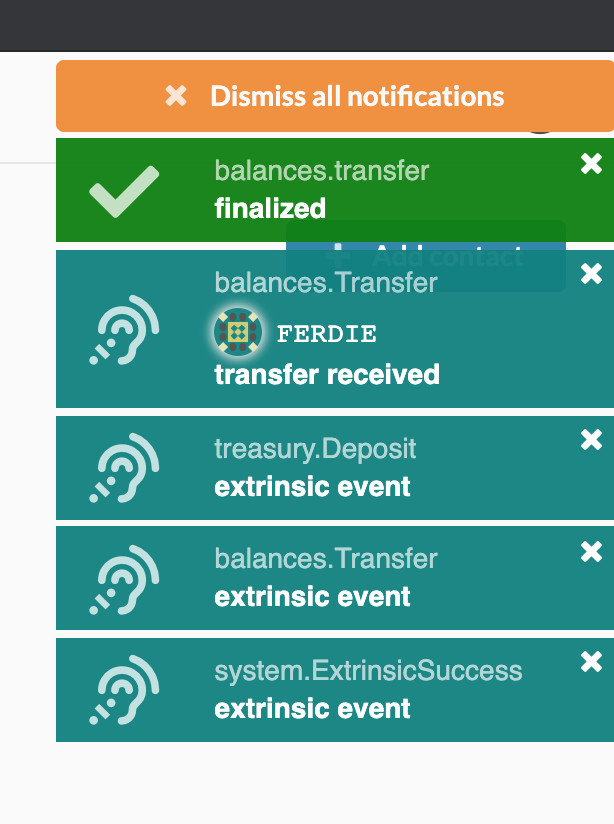 Dismiss all notifications
balances.transfer
finalized
Add contact
balances.Transfer
FERDIE
transfer received
treasury.Deposit
extrinsic event
balances.Transfer
extrinsic event
system.ExtrinsicSuccess
extrinsic event